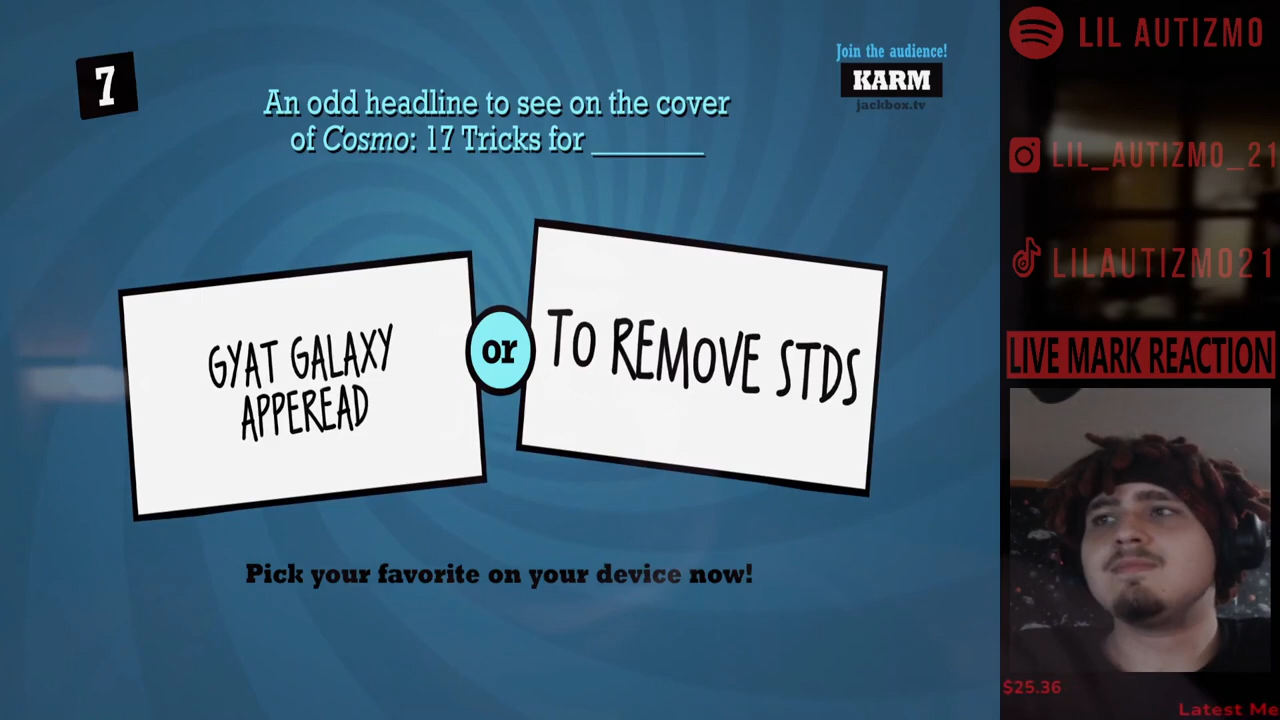 7
An odd headline to see on the cover
of Cosmo: 17 Tricks for ________
Join the audience!
KARM
jackbox.tv
GYAT GALAXY
APPEREAD
or
TO REMOVE STDS
Pick your favorite on your device now!
LIL AUTIZMO
LIL_AUTIZMO_21
LILAUTIZMO21
LIVE MARK REACTION
$25.36
Latest Me